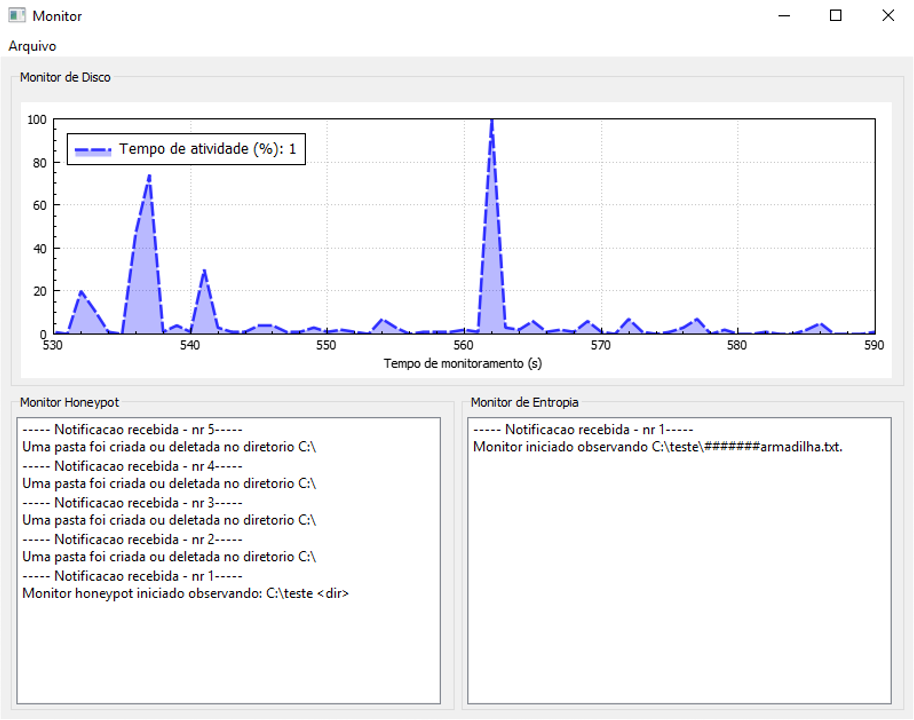 Monitor
Arquivo
Monitor de Disco
100
80
60
40
20
0
Tempo de atividade (%): 1
530 540 550 560 570 580 590
Tempo de monitoramento (s)
Monitor Honeypot
----- Notificacao recebida - nr 5-----
Uma pasta foi criada ou deletada no diretorio C:\
----- Notificacao recebida - nr 4-----
Uma pasta foi criada ou deletada no diretorio C:\
----- Notificacao recebida - nr 3-----
Uma pasta foi criada ou deletada no diretorio C:\
----- Notificacao recebida - nr 2-----
Uma pasta foi criada ou deletada no diretorio C:\
----- Notificacao recebida - nr 1-----
Monitor honeypot iniciado observando: C:\teste <dir>
Monitor de Entropia
----- Notificacao recebida - nr 1-----
Monitor iniciado observando C:\teste\#######armadilha.txt.